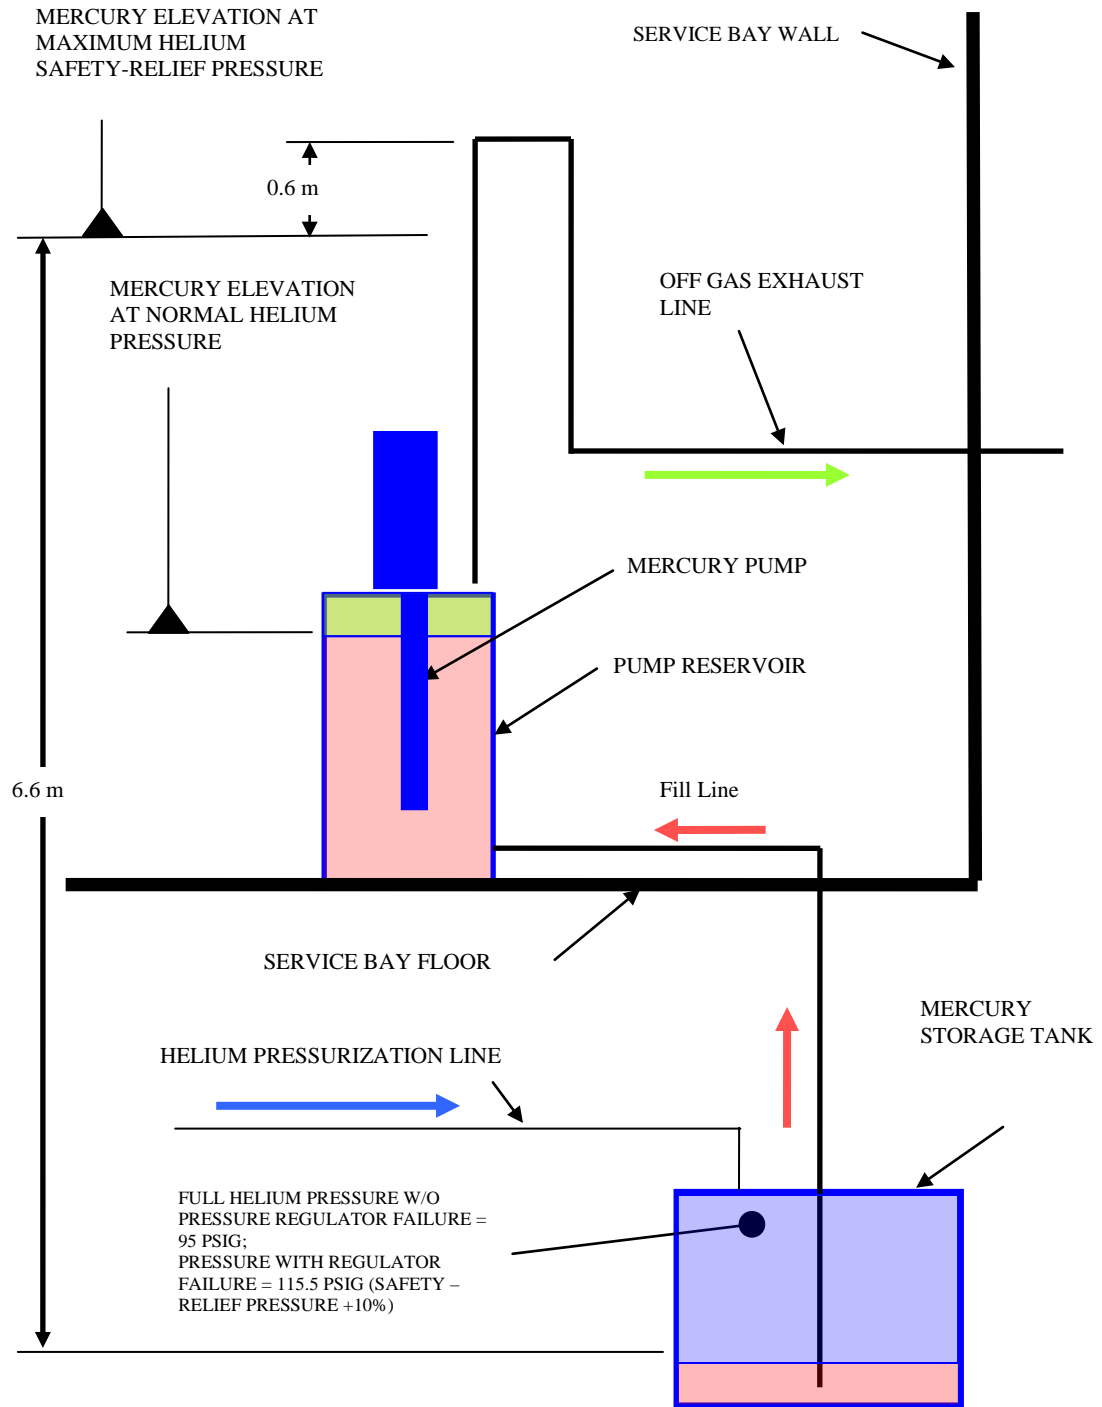 MERCURY ELEVATION AT
MAXIMUM HELIUM
SAFETY-RELIEF PRESSURE
SERVICE BAY WALL
0.6 m
MERCURY ELEVATION
AT NORMAL HELIUM
PRESSURE
OFF GAS EXHAUST
LINE
MERCURY PUMP
PUMP RESERVOIR
6.6 m
Fill Line
SERVICE BAY FLOOR
MERCURY
STORAGE TANK
HELIUM PRESSURIZATION LINE
FULL HELIUM PRESSURE W/O
PRESSURE REGULATOR FAILURE =
95 PSIG;
PRESSURE WITH REGULATOR
FAILURE = 115.5 PSIG (SAFETY –
RELIEF PRESSURE +10%)